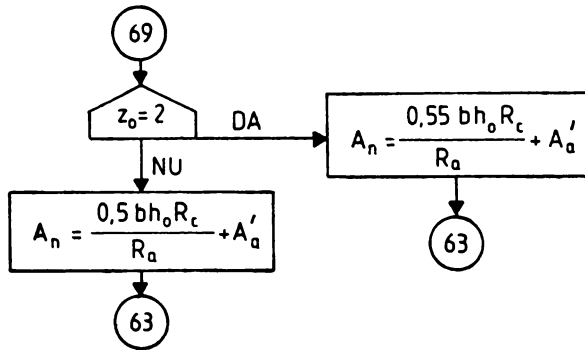 69
z₀ = 2
DA
NU
Aₙ = 0,55 bh₀R꜀ / Rₐ + Aₐ′
Aₙ = 0,5 bh₀R꜀ / Rₐ + Aₐ′
63
63